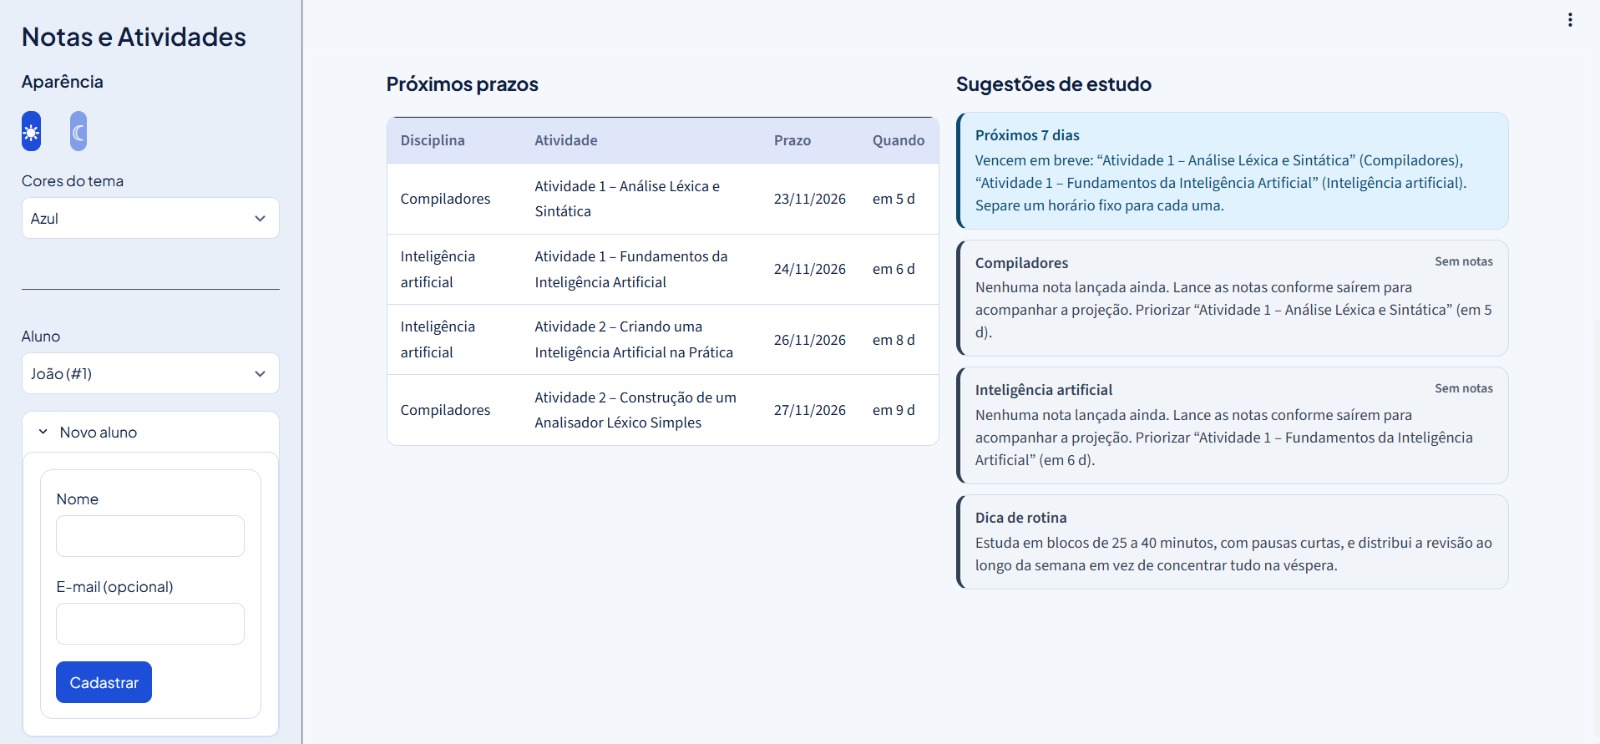 Notas e Atividades
Aparência
Cores do tema
Azul
Aluno
João (#1)
Novo aluno
Nome
E-mail (opcional)
Cadastrar
Próximos prazos
Disciplina Atividade Prazo Quando
Compiladores
Atividade 1 – Análise Léxica e
Sintática
23/11/2026
em 5 d
Inteligência
artificial
Atividade 1 – Fundamentos da
Inteligência Artificial
24/11/2026
em 6 d
Inteligência
artificial
Atividade 2 – Criando uma
Inteligência Artificial na Prática
26/11/2026
em 8 d
Compiladores
Atividade 2 – Construção de um
Analisador Léxico Simples
27/11/2026
em 9 d
Sugestões de estudo
Próximos 7 dias
Vencem em breve: “Atividade 1 – Análise Léxica e Sintática” (Compiladores),
“Atividade 1 – Fundamentos da Inteligência Artificial” (Inteligência artificial).
Separe um horário fixo para cada uma.
Compiladores
Sem notas
Nenhuma nota lançada ainda. Lance as notas conforme saírem para
acompanhar a projeção. Priorizar “Atividade 1 – Análise Léxica e Sintática” (em 5
d).
Inteligência artificial
Sem notas
Nenhuma nota lançada ainda. Lance as notas conforme saírem para
acompanhar a projeção. Priorizar “Atividade 1 – Fundamentos da Inteligência
Artificial” (em 6 d).
Dica de rotina
Estuda em blocos de 25 a 40 minutos, com pausas curtas, e distribui a revisão ao
longo da semana em vez de concentrar tudo na véspera.